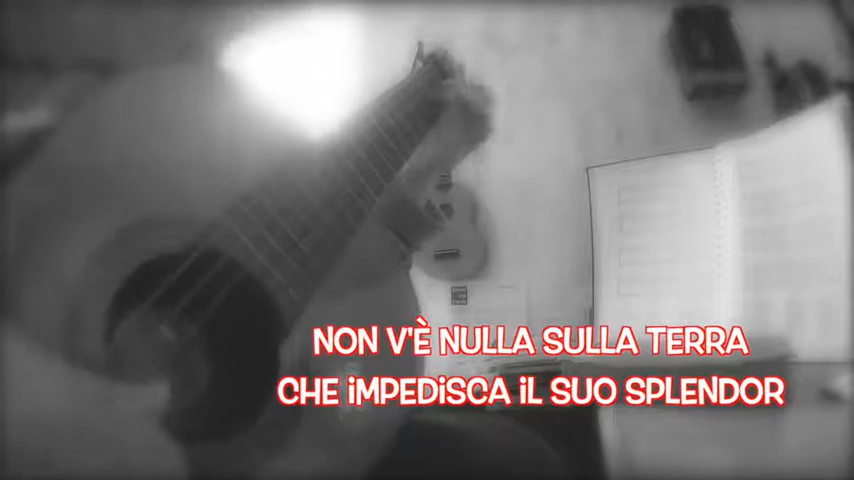 NON V'È NULLA SULLA TERRA
CHE iMPEDiSCA iL SUO SPLENDOR